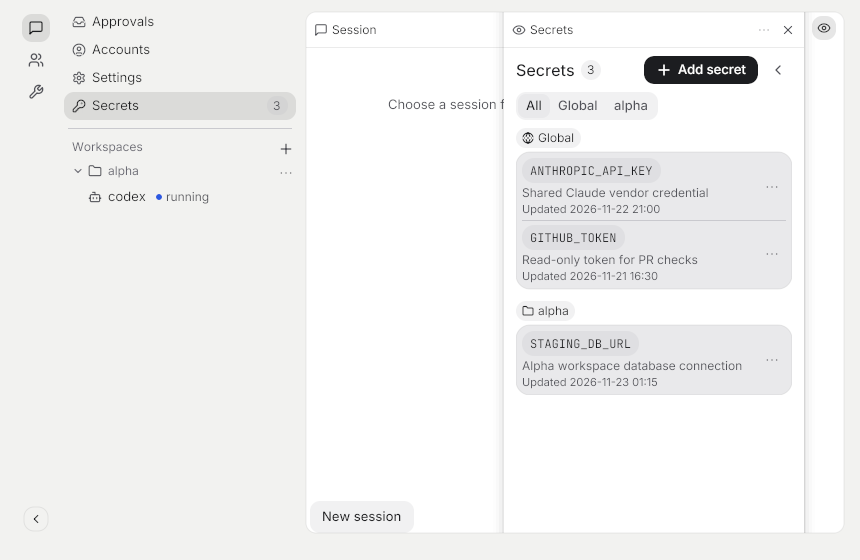 Approvals
Accounts
Settings
Secrets 3
Workspaces
alpha
codex running
Session
Choose a session f
New session
Secrets
Secrets 3
Add secret
All Global alpha
Global
ANTHROPIC_API_KEY
Shared Claude vendor credential
Updated 2026-11-22 21:00
GITHUB_TOKEN
Read-only token for PR checks
Updated 2026-11-21 16:30
alpha
STAGING_DB_URL
Alpha workspace database connection
Updated 2026-11-23 01:15